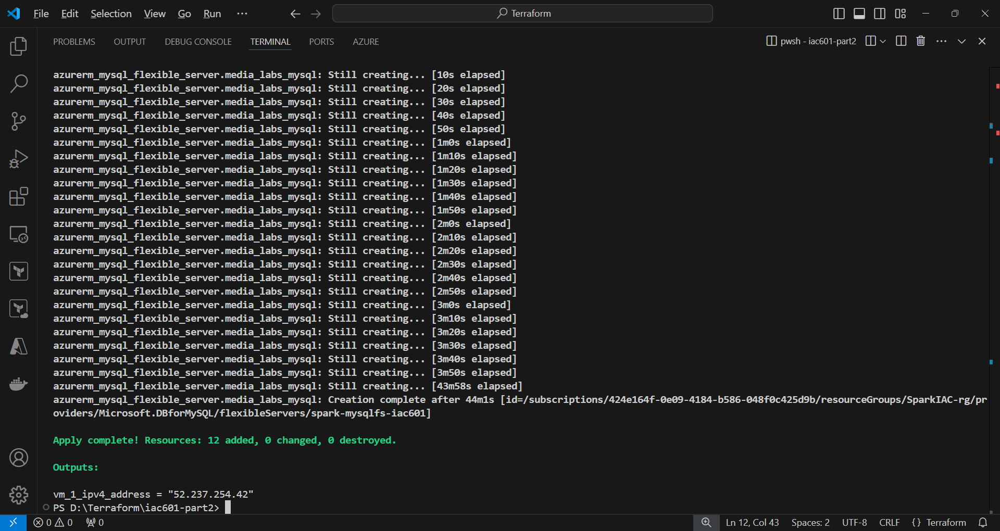 File Edit Selection View Go Run ··· Terraform
PROBLEMS OUTPUT DEBUG CONSOLE TERMINAL PORTS AZURE pwsh - iac601-part2
azurerm_mysql_flexible_server.media_labs_mysql: Still creating... [10s elapsed]
azurerm_mysql_flexible_server.media_labs_mysql: Still creating... [20s elapsed]
azurerm_mysql_flexible_server.media_labs_mysql: Still creating... [30s elapsed]
azurerm_mysql_flexible_server.media_labs_mysql: Still creating... [40s elapsed]
azurerm_mysql_flexible_server.media_labs_mysql: Still creating... [50s elapsed]
azurerm_mysql_flexible_server.media_labs_mysql: Still creating... [1m0s elapsed]
azurerm_mysql_flexible_server.media_labs_mysql: Still creating... [1m10s elapsed]
azurerm_mysql_flexible_server.media_labs_mysql: Still creating... [1m20s elapsed]
azurerm_mysql_flexible_server.media_labs_mysql: Still creating... [1m30s elapsed]
azurerm_mysql_flexible_server.media_labs_mysql: Still creating... [1m40s elapsed]
azurerm_mysql_flexible_server.media_labs_mysql: Still creating... [1m50s elapsed]
azurerm_mysql_flexible_server.media_labs_mysql: Still creating... [2m0s elapsed]
azurerm_mysql_flexible_server.media_labs_mysql: Still creating... [2m10s elapsed]
azurerm_mysql_flexible_server.media_labs_mysql: Still creating... [2m20s elapsed]
azurerm_mysql_flexible_server.media_labs_mysql: Still creating... [2m30s elapsed]
azurerm_mysql_flexible_server.media_labs_mysql: Still creating... [2m40s elapsed]
azurerm_mysql_flexible_server.media_labs_mysql: Still creating... [2m50s elapsed]
azurerm_mysql_flexible_server.media_labs_mysql: Still creating... [3m0s elapsed]
azurerm_mysql_flexible_server.media_labs_mysql: Still creating... [3m10s elapsed]
azurerm_mysql_flexible_server.media_labs_mysql: Still creating... [3m20s elapsed]
azurerm_mysql_flexible_server.media_labs_mysql: Still creating... [3m30s elapsed]
azurerm_mysql_flexible_server.media_labs_mysql: Still creating... [3m40s elapsed]
azurerm_mysql_flexible_server.media_labs_mysql: Still creating... [3m50s elapsed]
azurerm_mysql_flexible_server.media_labs_mysql: Still creating... [43m58s elapsed]
azurerm_mysql_flexible_server.media_labs_mysql: Creation complete after 44m1s [id=/subscriptions/424e164f-0e09-4184-b586-048f0c425d9b/resourceGroups/SparkIAC-rg/pr
oviders/Microsoft.DBforMySQL/flexibleServers/spark-mysqlfs-iac601]
Apply complete! Resources: 12 added, 0 changed, 0 destroyed.
Outputs:
vm_1_ipv4_address = "52.237.254.42"
PS D:\Terraform\iac601-part2>
0 0 0 Ln 12, Col 43 Spaces: 2 UTF-8 CRLF {} Terraform